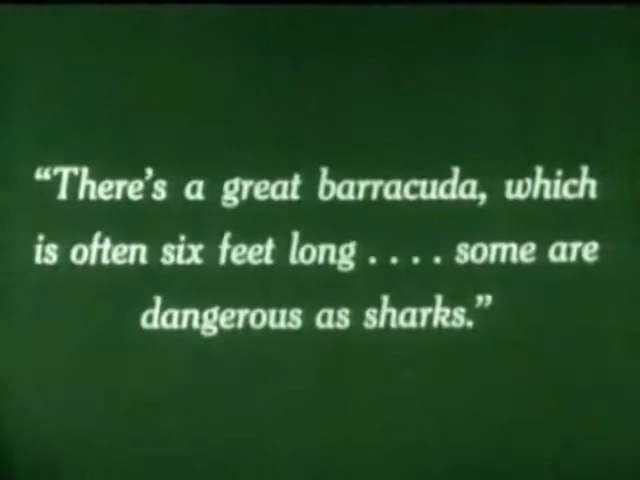 “There’s a great barracuda, which
is often six feet long .... some are
dangerous as sharks.”